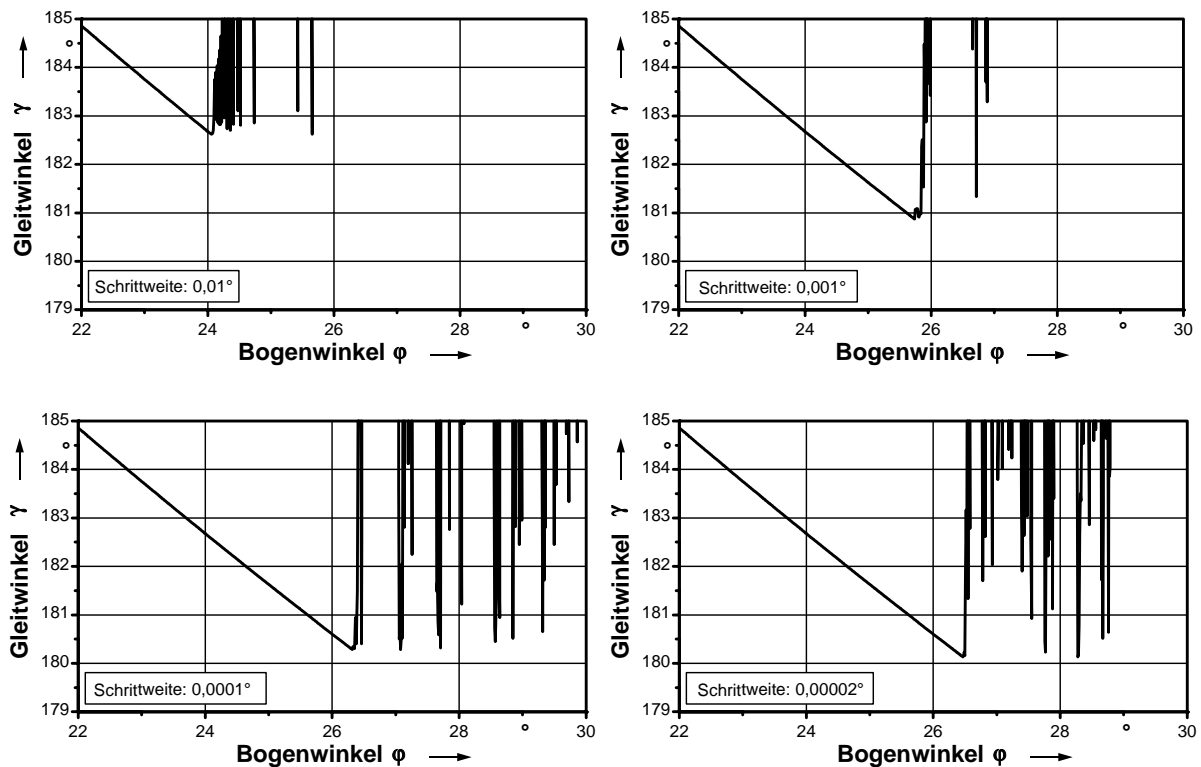 185
°
184
183
182
181
180
179
Gleitwinkel γ
Schrittweite: 0,01°
22 24 26 28 ° 30
Bogenwinkel φ
185
°
184
183
182
181
180
179
Gleitwinkel γ
Schrittweite: 0,001°
22 24 26 28 ° 30
Bogenwinkel φ
185
°
184
183
182
181
180
179
Gleitwinkel γ
Schrittweite: 0,0001°
22 24 26 28 ° 30
Bogenwinkel φ
185
°
184
183
182
181
180
179
Gleitwinkel γ
Schrittweite: 0,00002°
22 24 26 28 ° 30
Bogenwinkel φ